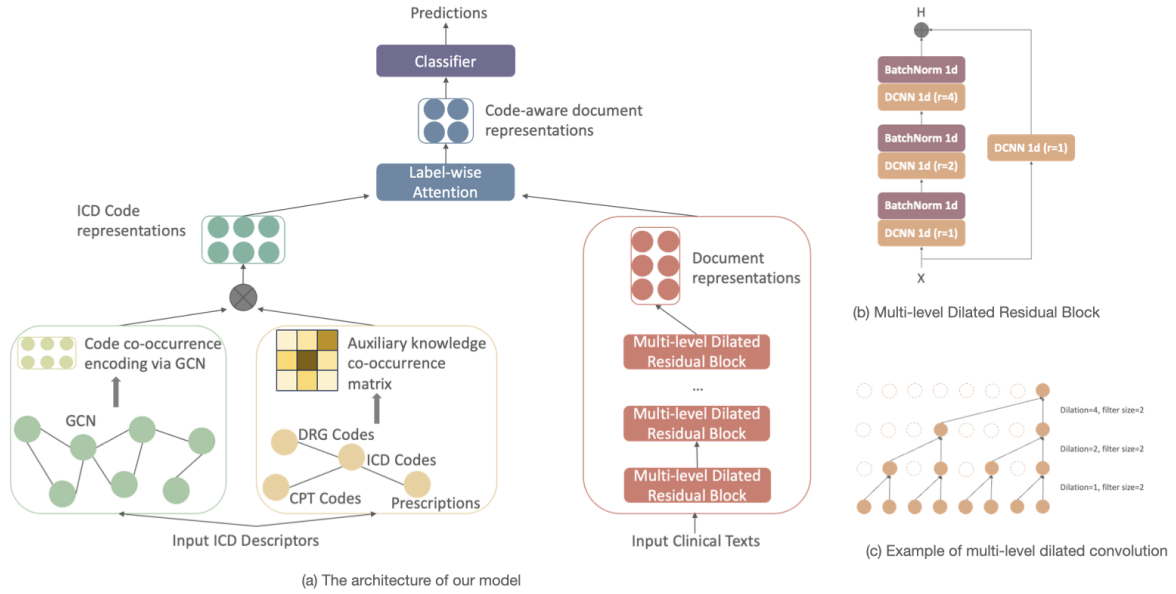 Predictions
Classifier
Code-aware document
representations
Label-wise
Attention
ICD Code
representations
Document
representations
Code co-occurrence
encoding via GCN
GCN
Auxiliary knowledge
co-occurrence
matrix
DRG Codes
ICD Codes
CPT Codes
Prescriptions
Input ICD Descriptors
Multi-level Dilated
Residual Block
...
Multi-level Dilated
Residual Block
Multi-level Dilated
Residual Block
Input Clinical Texts
(a) The architecture of our model
H
BatchNorm 1d
DCNN 1d (r=4)
BatchNorm 1d
DCNN 1d (r=2)
BatchNorm 1d
DCNN 1d (r=1)
DCNN 1d (r=1)
X
(b) Multi-level Dilated Residual Block
Dilation=4, filter size=2
Dilation=2, filter size=2
Dilation=1, filter size=2
(c) Example of multi-level dilated convolution